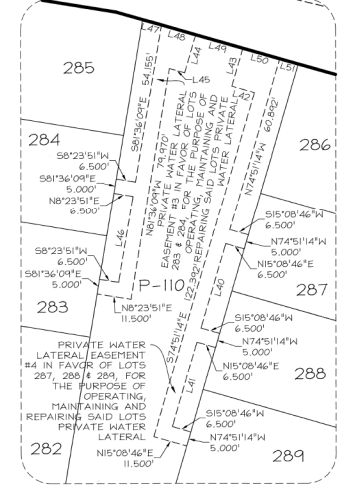 L47
L48
L44
L49
L43
L50
L51
285
54.155'
L45
L42
S81°36'09"E
79.970'
N81°36'09"W
PRIVATE WATER LATERAL
EASEMENT #3 IN FAVOR OF LOTS
283 & 284, FOR THE PURPOSE OF
OPERATING, MAINTAINING AND
REPAIRING SAID LOTS PRIVATE
WATER LATERAL
60.892'
N74°51'14"W
284
286
S8°23'51"W
6.500'
S81°36'09"E
5.000'
N8°23'51"E
6.500'
S15°08'46"W
6.500'
L46
N74°51'14"W
5.000'
N15°08'46"E
6.500'
S8°23'51"W
6.500'
S81°36'09"E
5.000'
P-110
122.392'
S74°51'14"E
L40
287
283
N8°23'51"E
11.500'
S15°08'46"W
6.500'
N74°51'14"W
5.000'
N15°08'46"E
6.500'
PRIVATE WATER
LATERAL EASEMENT
#4 IN FAVOR OF LOTS
287, 288 & 289, FOR
THE PURPOSE OF
OPERATING,
MAINTAINING AND
REPAIRING SAID LOTS
PRIVATE WATER
LATERAL
288
L41
S15°08'46"W
6.500'
N74°51'14"W
5.000'
282
N15°08'46"E
11.500'
289